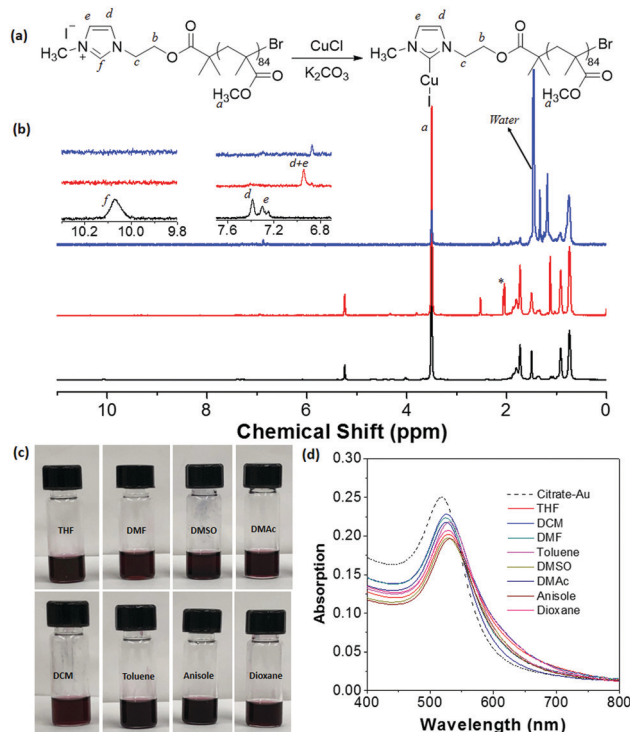 (a)
e d
I⁻
H₃C N + N
f c b
O O
84 Br
O O
H₃CO
a
CuCl
K₂CO₃
e d
H₃C N N
c b
O O
84 Br
O O
H₃CO
a
Cu
I
(b)
a
Water
f
10.2 10.0 9.8
d+e
d e
7.6 7.2 6.8
*
10 8 6 4 2 0
Chemical Shift (ppm)
(c)
THF DMF DMSO DMAc
DCM Toluene Anisole Dioxane
(d)
0.30
0.25
0.20
0.15
0.10
0.05
0.00
Absorption
Citrate-Au
THF
DCM
DMF
Toluene
DMSO
DMAc
Anisole
Dioxane
400 500 600 700 800
Wavelength (nm)